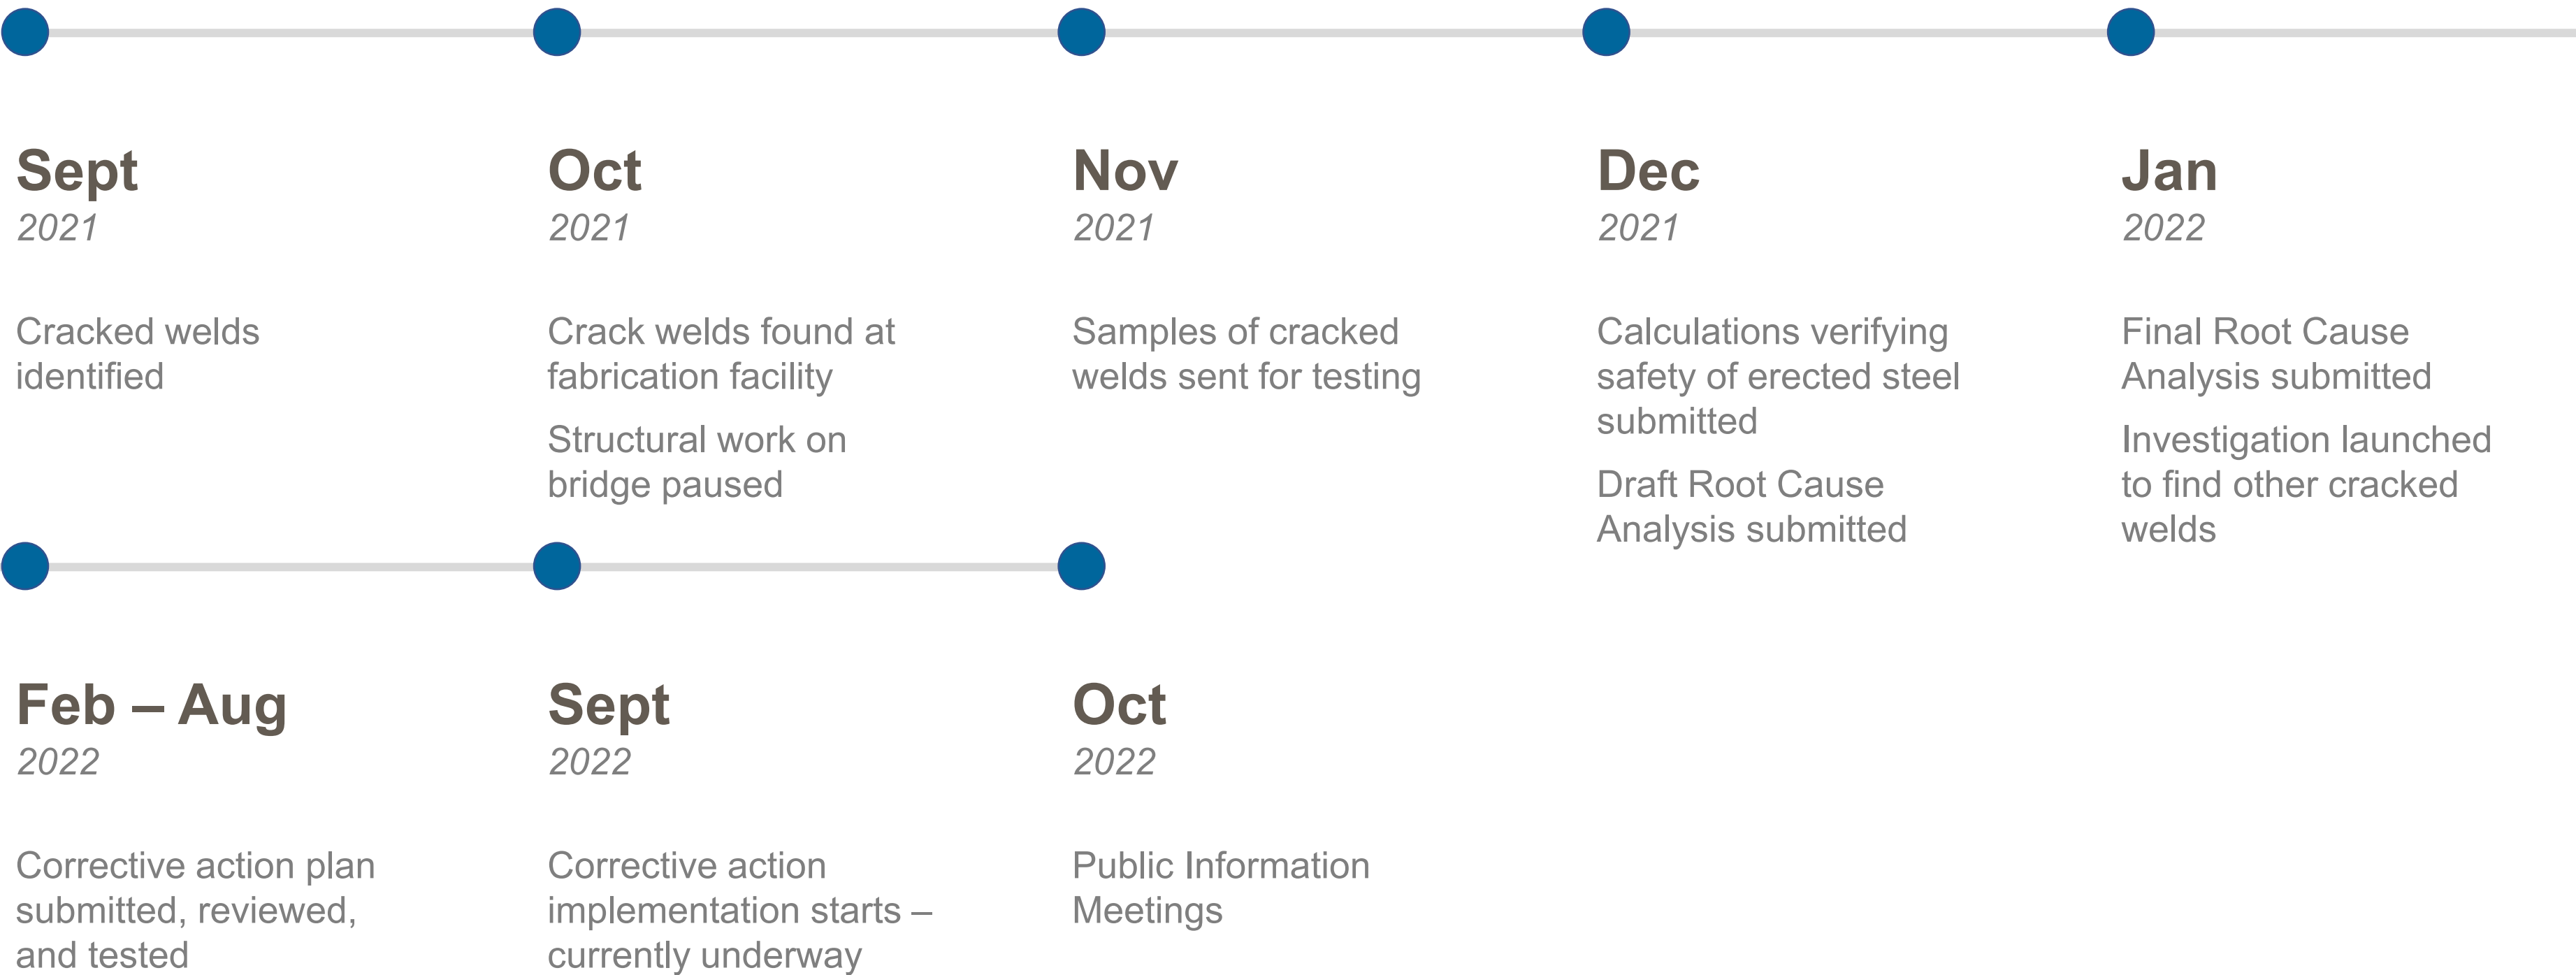 Sept
2021
Cracked welds
identified
Oct
2021
Crack welds found at
fabrication facility
Structural work on
bridge paused
Nov
2021
Samples of cracked
welds sent for testing
Dec
2021
Calculations verifying
safety of erected steel
submitted
Draft Root Cause
Analysis submitted
Jan
2022
Final Root Cause
Analysis submitted
Investigation launched
to find other cracked
welds
Feb – Aug
2022
Corrective action plan
submitted, reviewed,
and tested
Sept
2022
Corrective action
implementation starts –
currently underway
Oct
2022
Public Information
Meetings